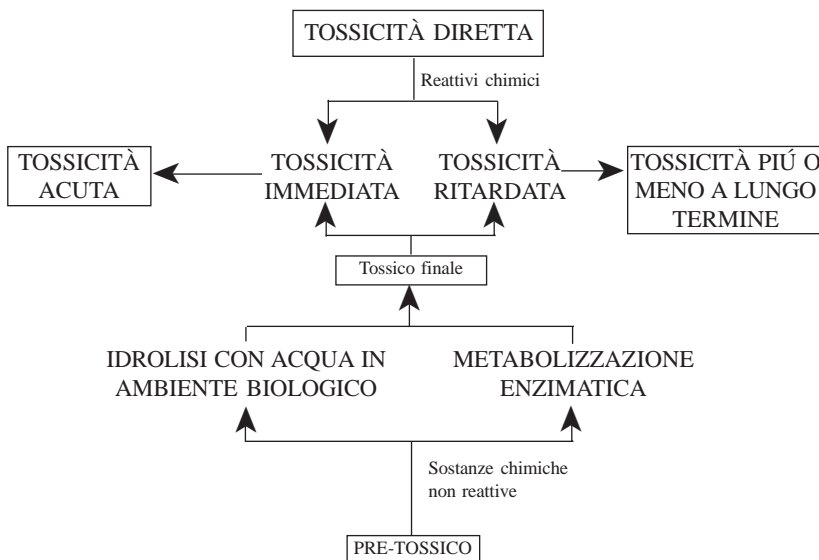 TOSSICITÀ DIRETTA
Reattivi chimici
TOSSICITÀ
ACUTA
TOSSICITÀ
IMMEDIATA
TOSSICITÀ
RITARDATA
TOSSICITÀ PIÚ O
MENO A LUNGO
TERMINE
Tossico finale
IDROLISI CON ACQUA IN
AMBIENTE BIOLOGICO
METABOLIZZAZIONE
ENZIMATICA
Sostanze chimiche
non reattive
PRE-TOSSICO